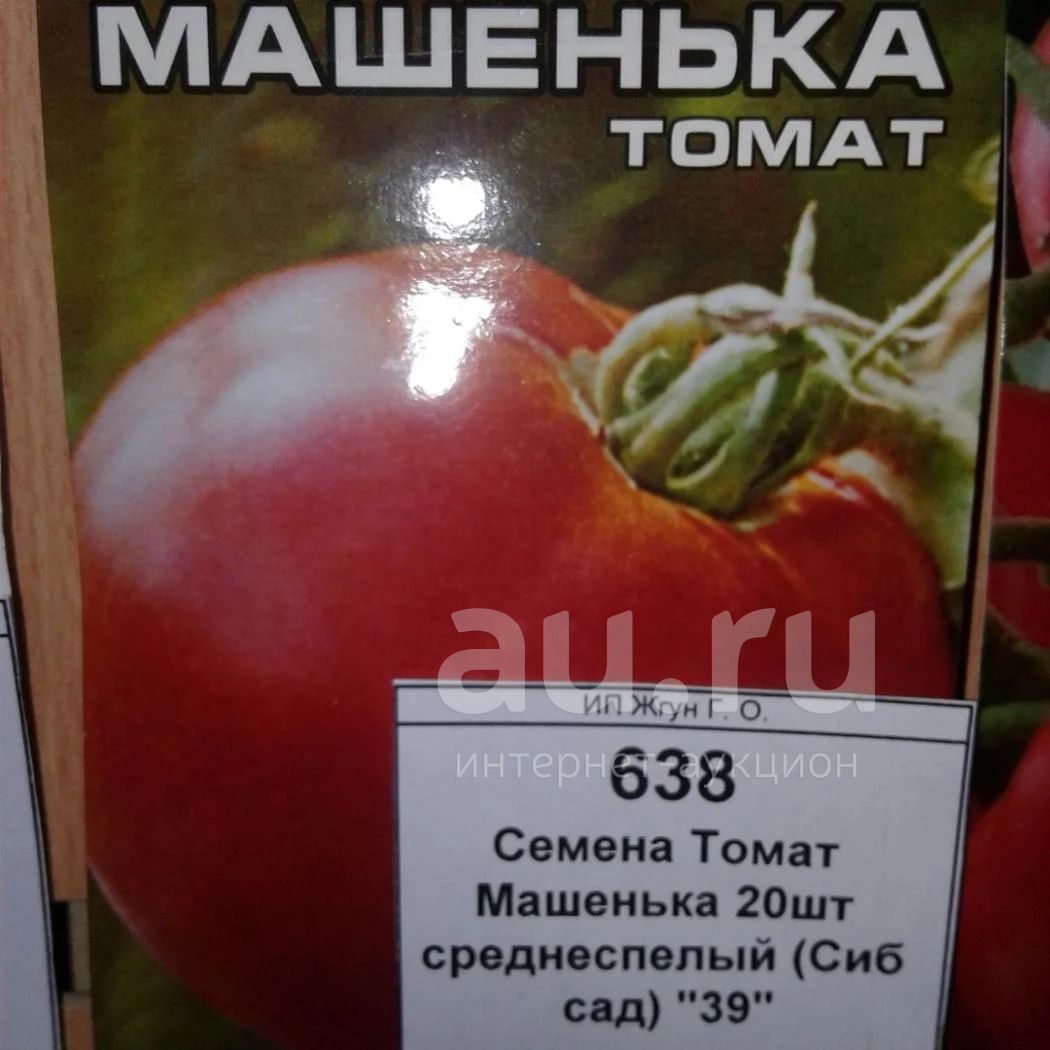 МАШЕНЬКА
ТОМАТ
au.ru
ИП Жгун Г. О.
интернет-аукцион
638
Семена Томат
Машенька 20шт
среднеспелый (Сиб
сад) "39"